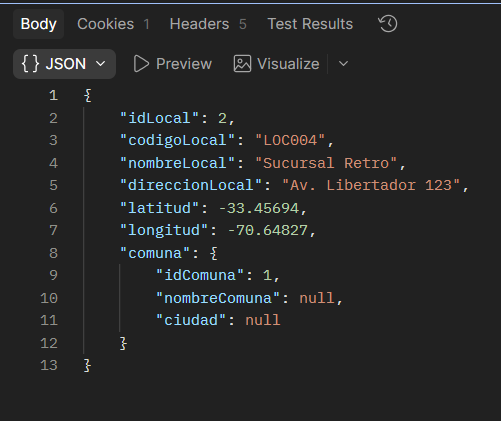 Body Cookies 1 Headers 5 Test Results
{} JSON Preview Visualize
1 {
2 "idLocal": 2,
3 "codigoLocal": "LOC004",
4 "nombreLocal": "Sucursal Retro",
5 "direccionLocal": "Av. Libertador 123",
6 "latitud": -33.45694,
7 "longitud": -70.64827,
8 "comuna": {
9 "idComuna": 1,
10 "nombreComuna": null,
11 "ciudad": null
12 }
13 }